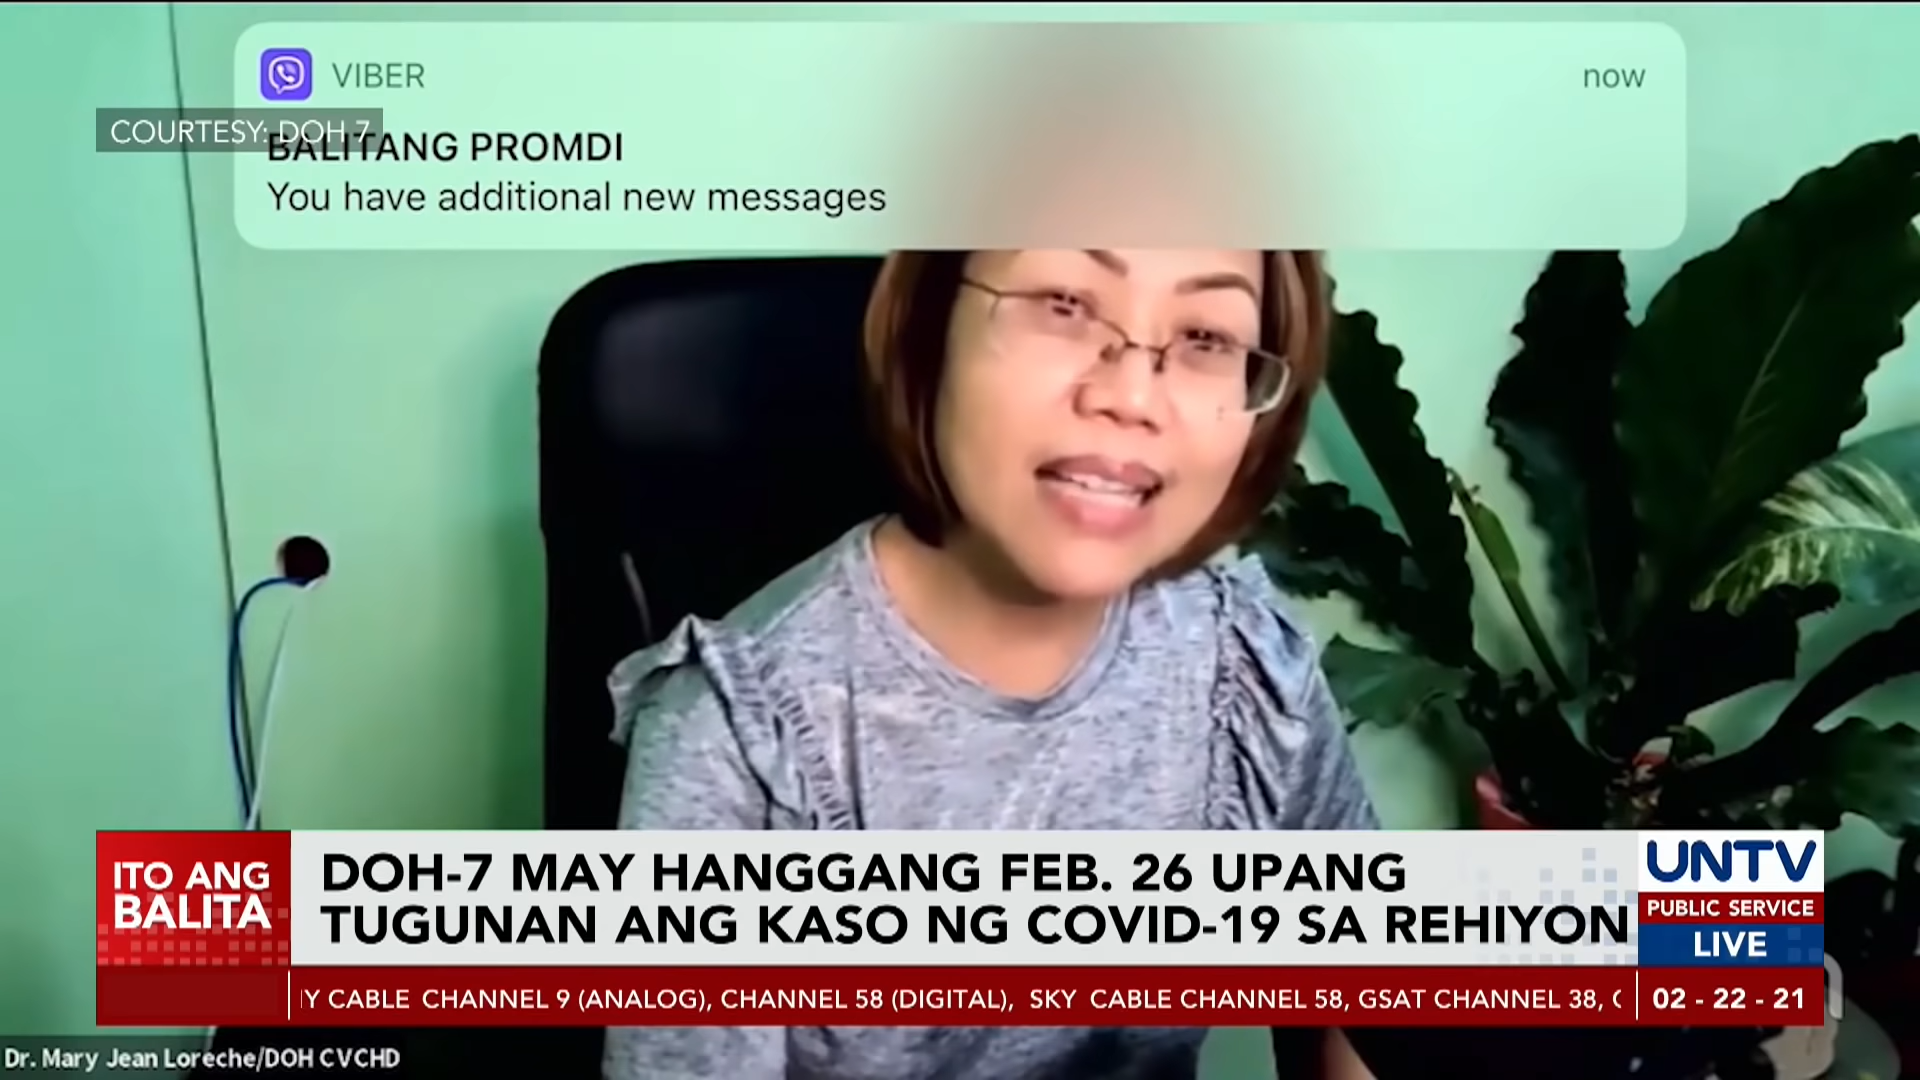 VIBER
now
COURTESY: DOH 7
BALITANG PROMDI
You have additional new messages
ITO ANG
BALITA
DOH-7 MAY HANGGANG FEB. 26 UPANG
TUGUNAN ANG KASO NG COVID-19 SA REHIYON
UNTV
PUBLIC SERVICE
LIVE
Y CABLE CHANNEL 9 (ANALOG), CHANNEL 58 (DIGITAL), SKY CABLE CHANNEL 58, GSAT CHANNEL 38,
02 - 22 - 21
Dr. Mary Jean Loreche/DOH CVCHD